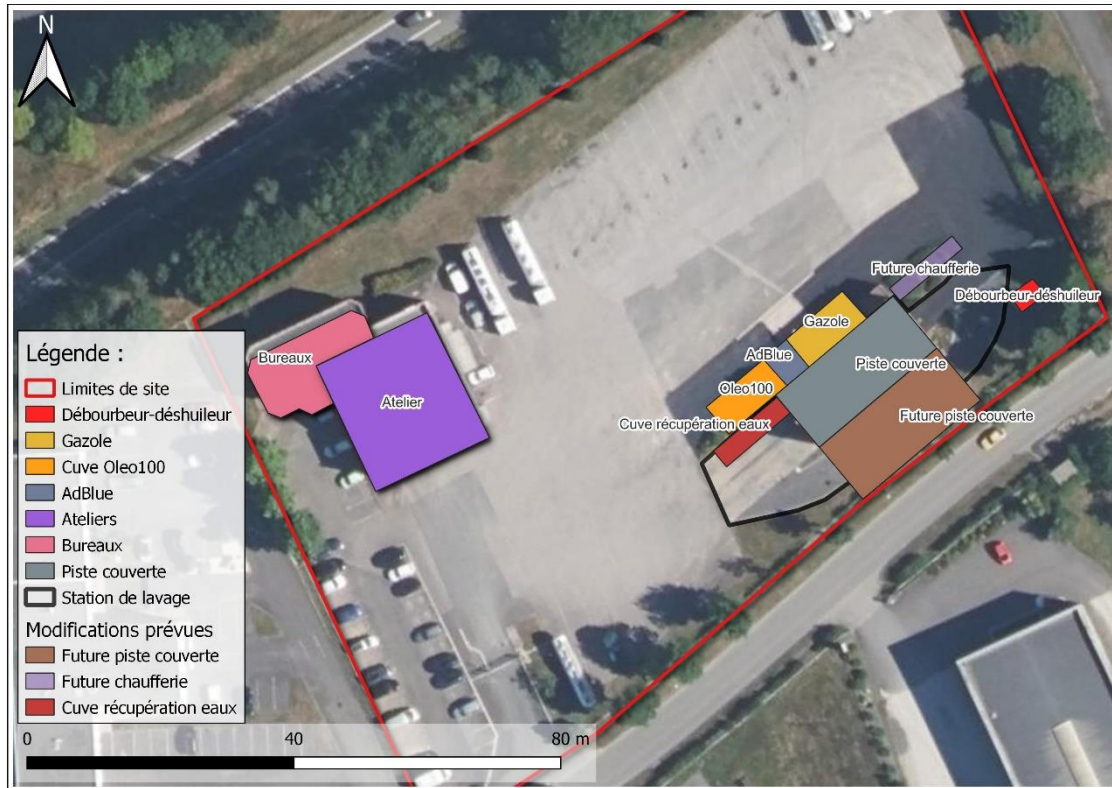 N
Future chaufferie
Débourbeur-déshuileur
Gazole
Bureaux
AdBlue
Piste couverte
Oleo100
Atelier
Future piste couverte
Cuve récupération eaux
Légende :
Limites de site
Débourbeur-déshuileur
Gazole
Cuve Oleo100
AdBlue
Ateliers
Bureaux
Piste couverte
Station de lavage
Modifications prévues
Future piste couverte
Future chaufferie
Cuve récupération eaux
0 40 80 m